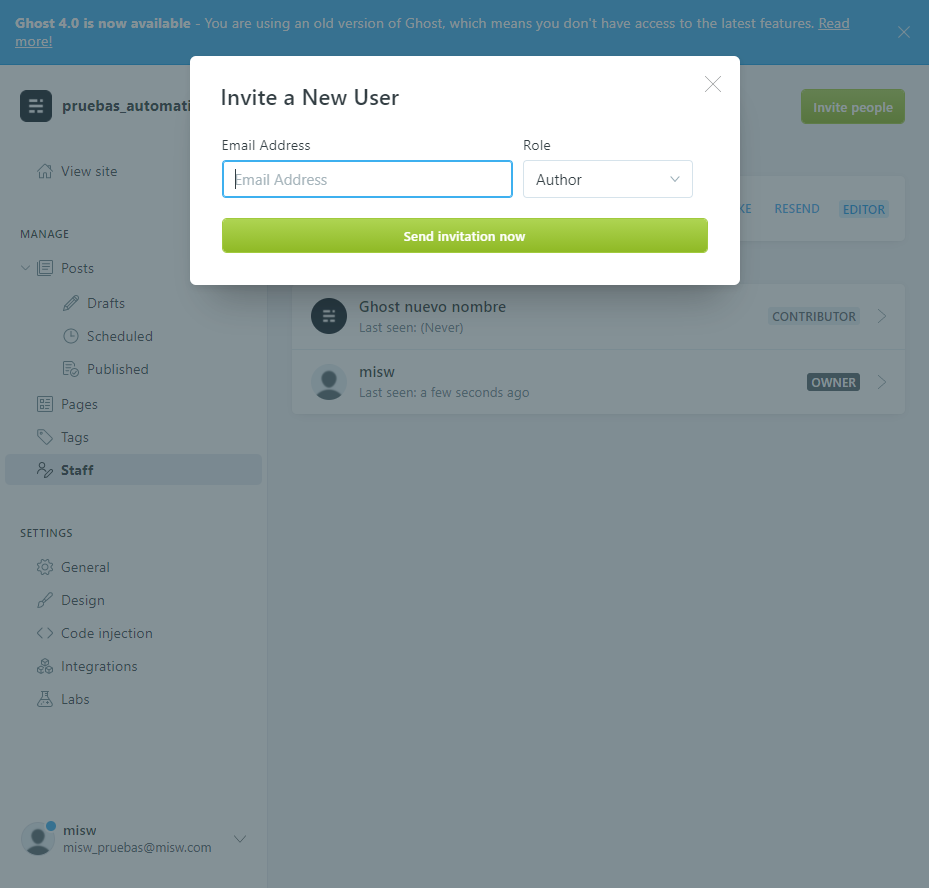 Ghost 4.0 is now available - You are using an old version of Ghost, which means you don't have access to the latest features. Read
more!
pruebas_automati
Invite people
View site
MANAGE
Posts
Drafts
Scheduled
Published
Pages
Tags
Staff
SETTINGS
General
Design
Code injection
Integrations
Labs
misw
misw_pruebas@misw.com
Invite a New User
Email Address
Role
Email Address
Author
Send invitation now
RESEND
EDITOR
Ghost nuevo nombre
Last seen: (Never)
CONTRIBUTOR
misw
Last seen: a few seconds ago
OWNER